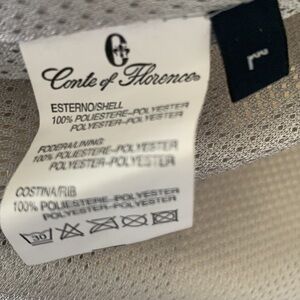 Conte of Florence®
L
ESTERNO/SHELL
100% POLIESTERE-POLYESTER
POLYESTER-POLYESTER
FODERA/LINING
100% POLIESTERE-POLYESTER
POLYESTER-POLYESTER
COSTINA/RIB
100% POLIESTERE-POLYESTER
POLYESTER-POLYESTER
30